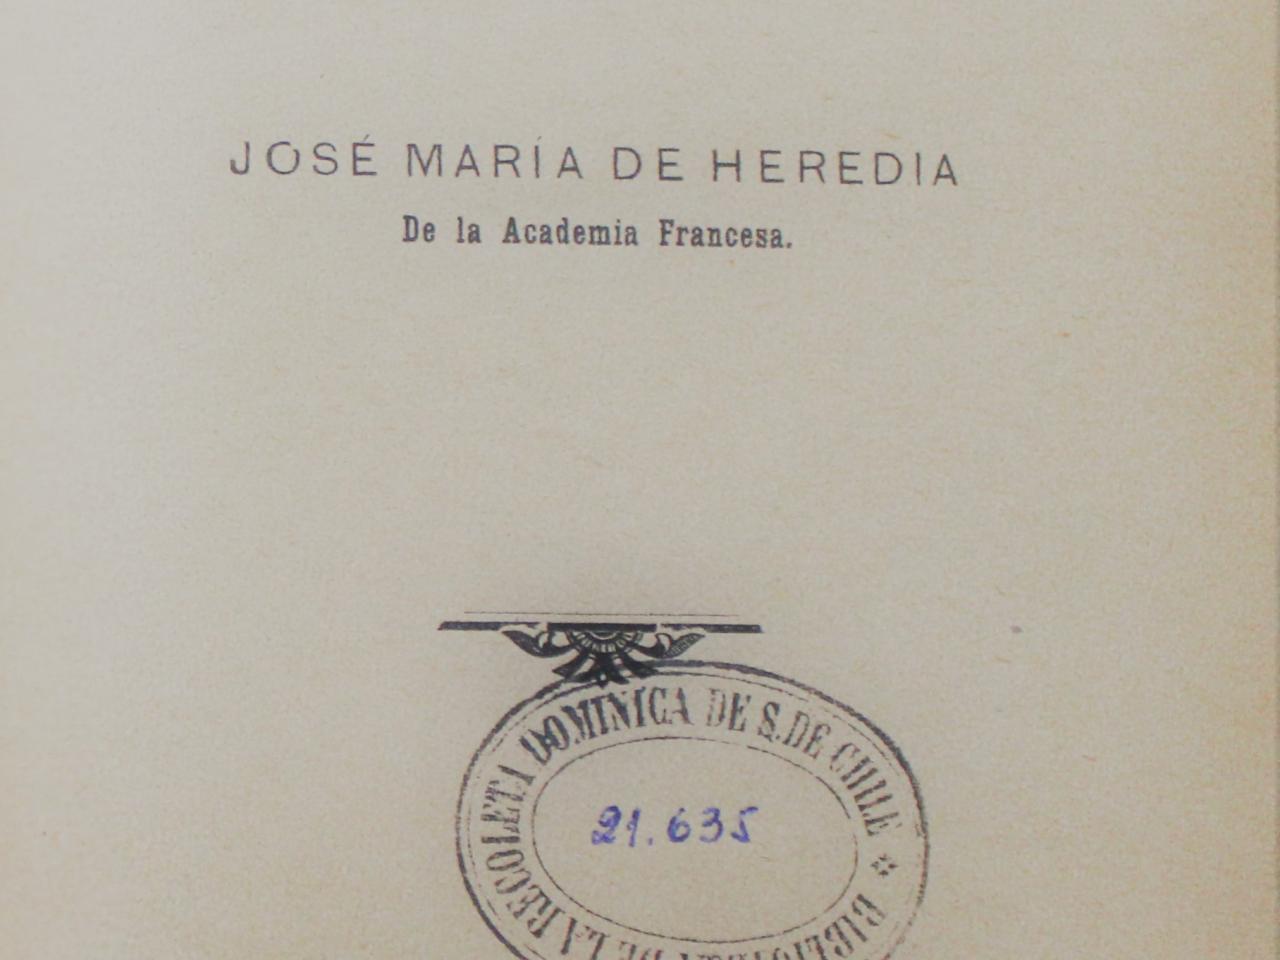 JOSÉ MARÍA DE HEREDIA
De la Academia Francesa.
BIBLIOTECA DE LA RECOLETA DOMINICA DE S. DE CHILE
21.635